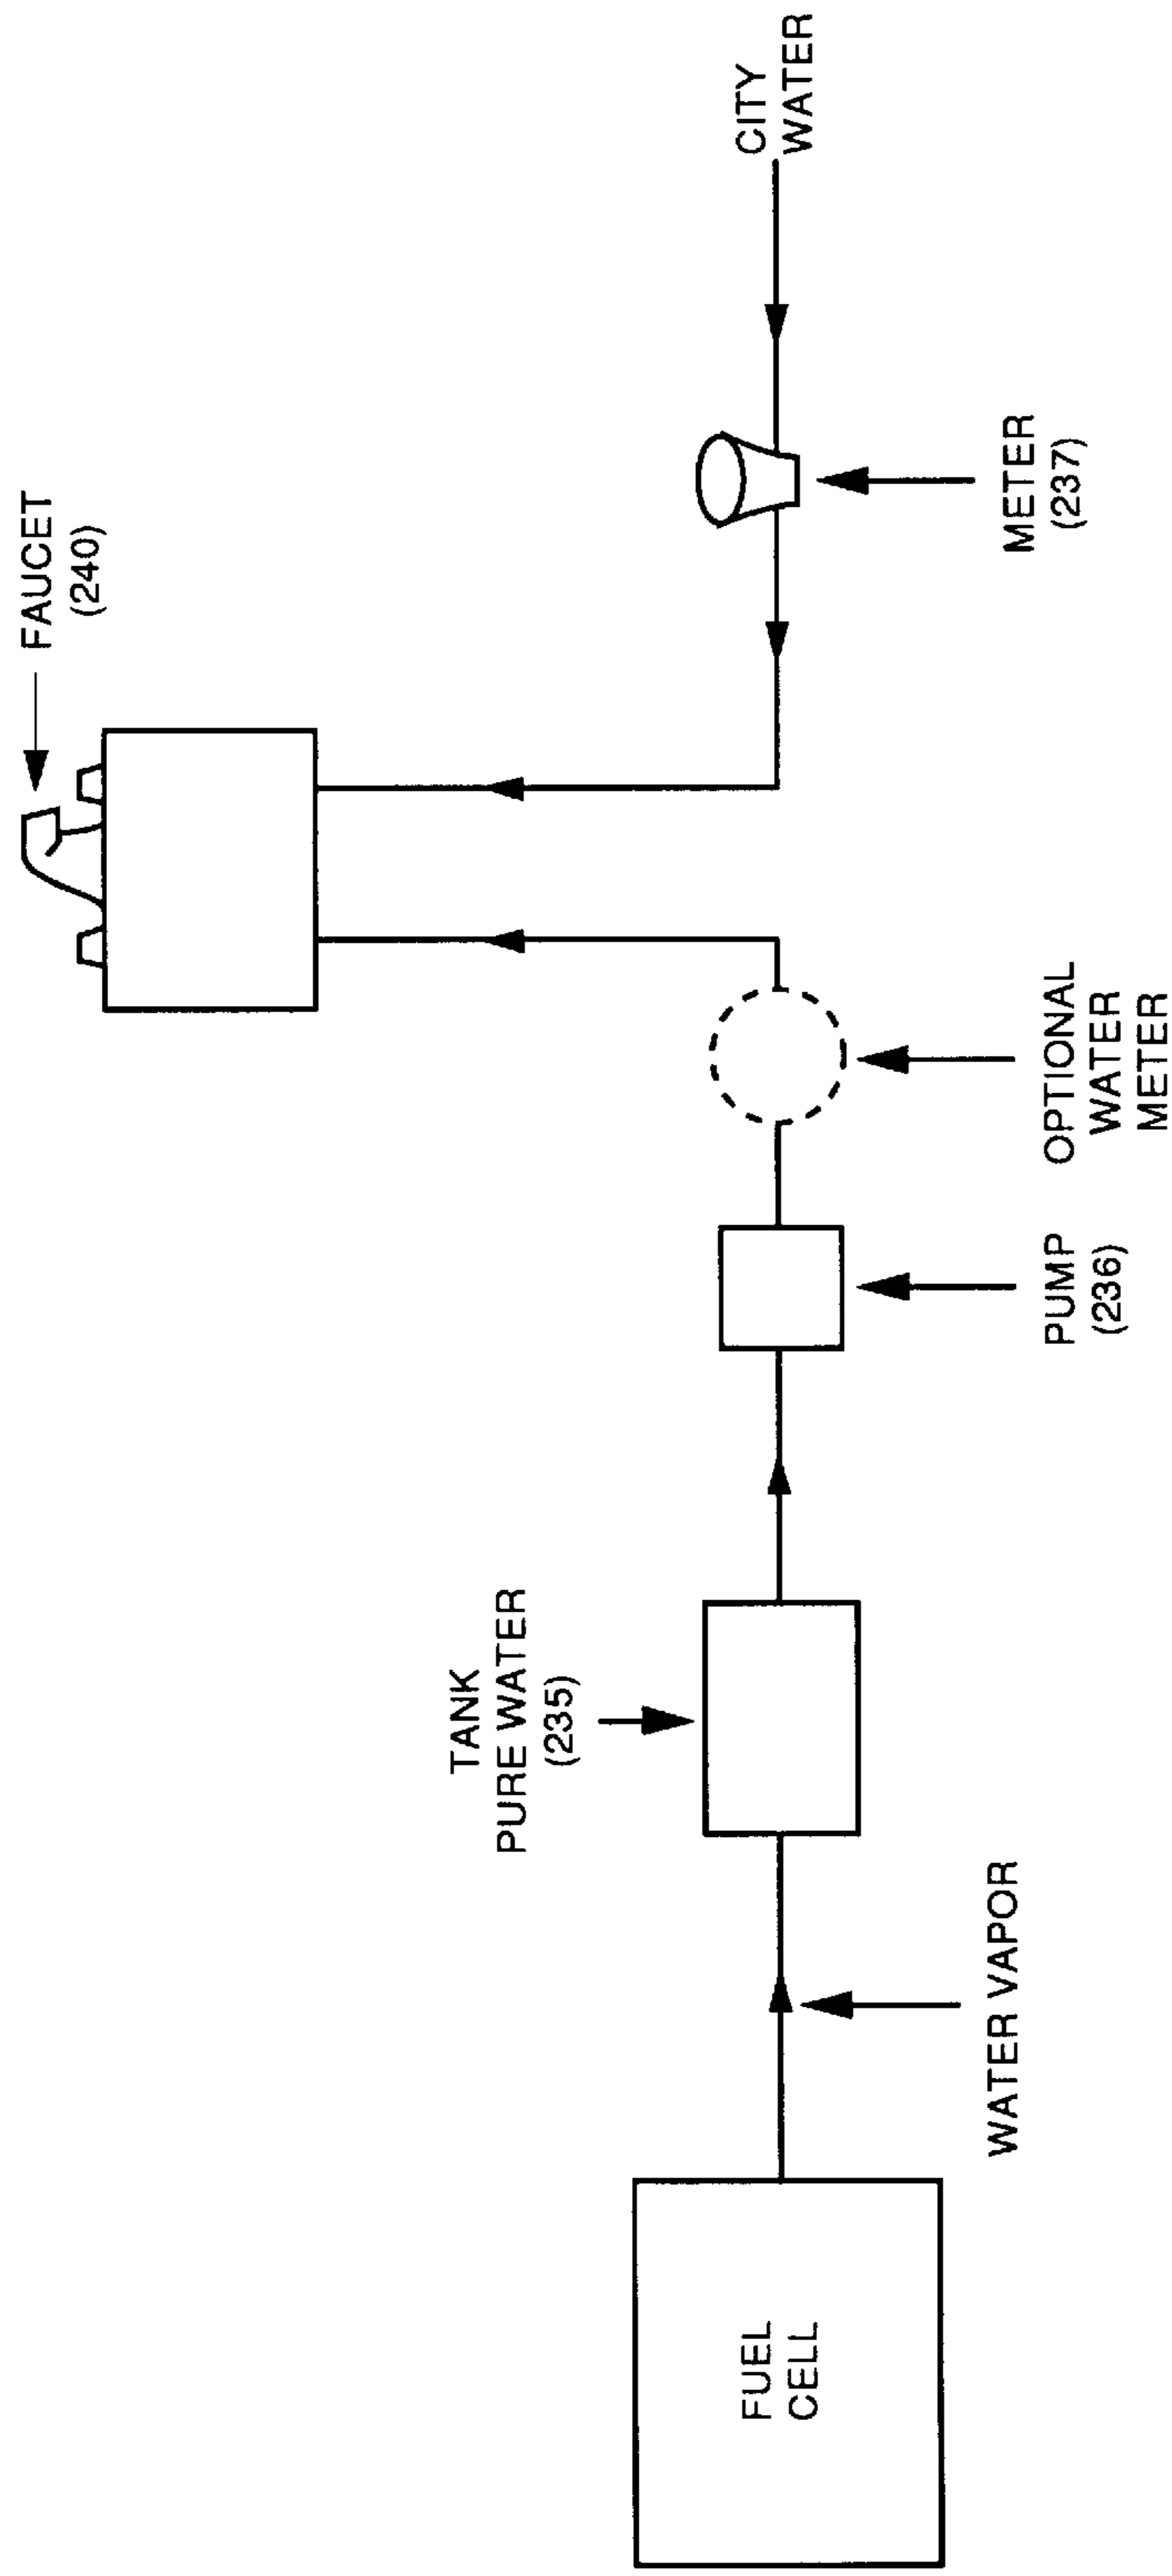 FAUCET
(240)
CITY
WATER
METER
(237)
OPTIONAL
WATER
METER
PUMP
(236)
TANK
PURE WATER
(235)
WATER VAPOR
FUEL
CELL